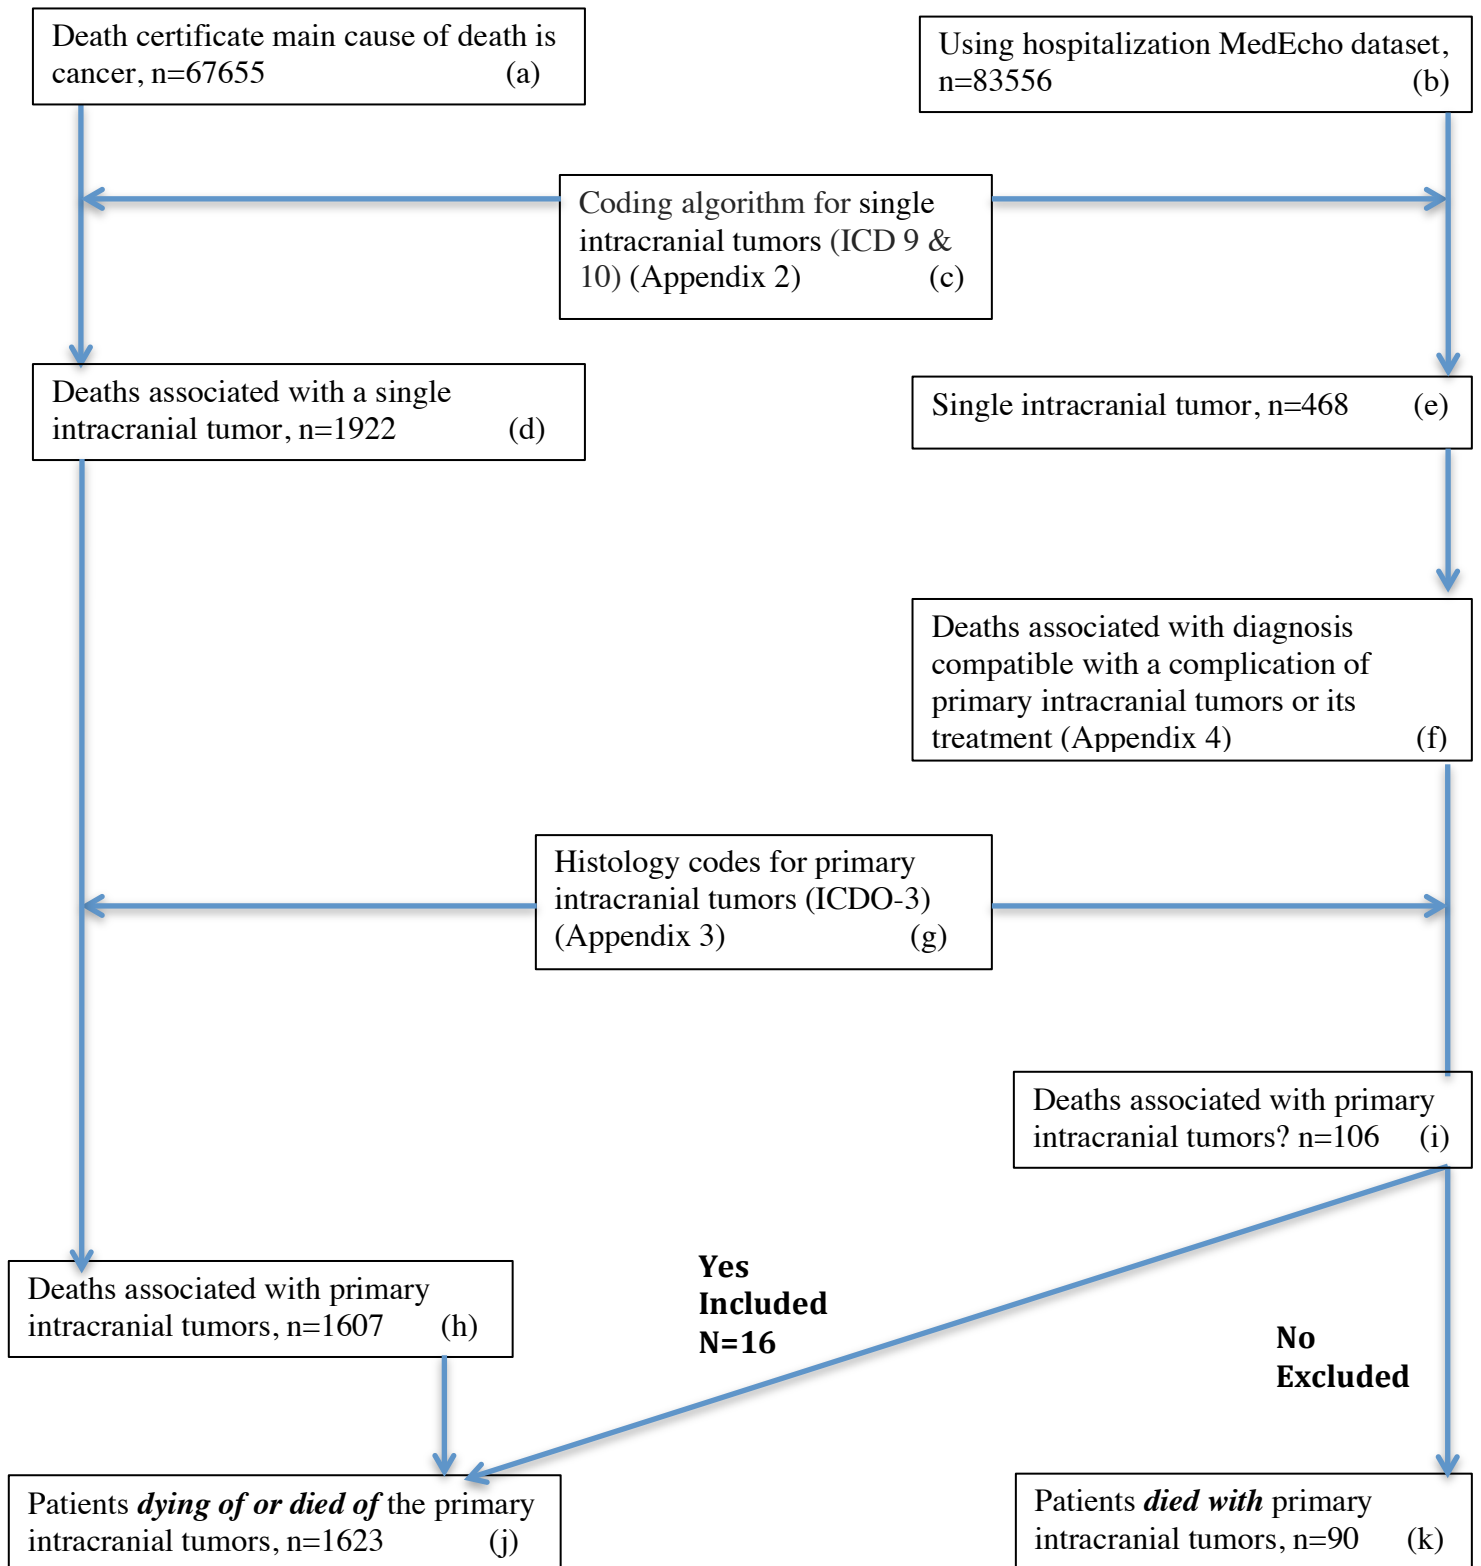 Death certificate main cause of death is
cancer, n=67655 (a)
Using hospitalization MedEcho dataset,
n=83556 (b)
Coding algorithm for single
intracranial tumors (ICD 9 &
10) (Appendix 2) (c)
Deaths associated with a single
intracranial tumor, n=1922 (d)
Single intracranial tumor, n=468 (e)
Deaths associated with diagnosis
compatible with a complication of
primary intracranial tumors or its
treatment (Appendix 4) (f)
Histology codes for primary
intracranial tumors (ICDO-3)
(Appendix 3) (g)
Deaths associated with primary
intracranial tumors? n=106 (i)
Deaths associated with primary
intracranial tumors, n=1607 (h)
Yes
Included
N=16
No
Excluded
Patients dying of or died of the primary
intracranial tumors, n=1623 (j)
Patients died with primary
intracranial tumors, n=90 (k)